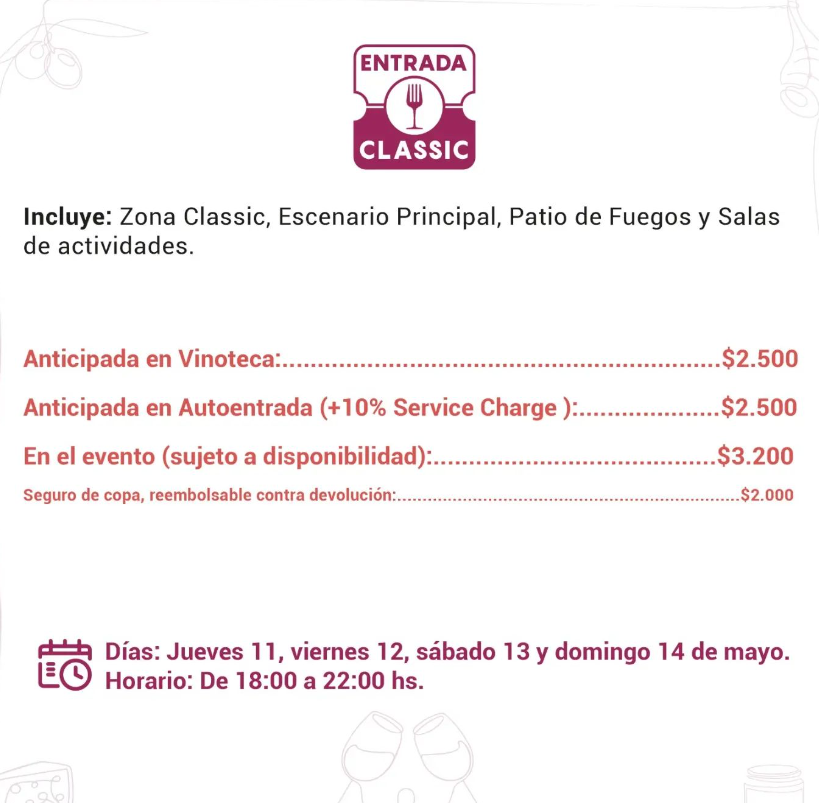 ENTRADA
CLASSIC
Incluye: Zona Classic, Escenario Principal, Patio de Fuegos y Salas
de actividades.
Anticipada en Vinoteca:..............................................................$2.500
Anticipada en Autoentrada (+10% Service Charge ):....................$2.500
En el evento (sujeto a disponibilidad):........................................$3.200
Seguro de copa, reembolsable contra devolución:..........................................................................$2.000
Días: Jueves 11, viernes 12, sábado 13 y domingo 14 de mayo.
Horario: De 18:00 a 22:00 hs.